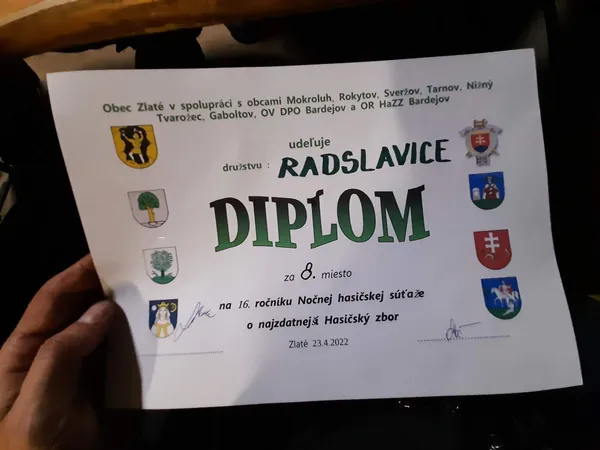 Obec Zlaté v spolupráci s obcami Mokroluh, Rokytov, Sveržov, Tarnov, Nižný
Tvarožec, Gaboltov, OV DPO Bardejov a OR HaZZ Bardejov
udeľuje
družstvu : RADSLAVICE
DIPLOM
za 8. miesto
na 16. ročníku Nočnej hasičskej súťaže
o najzdatnejší Hasičský zbor
Zlaté 23.4.2022